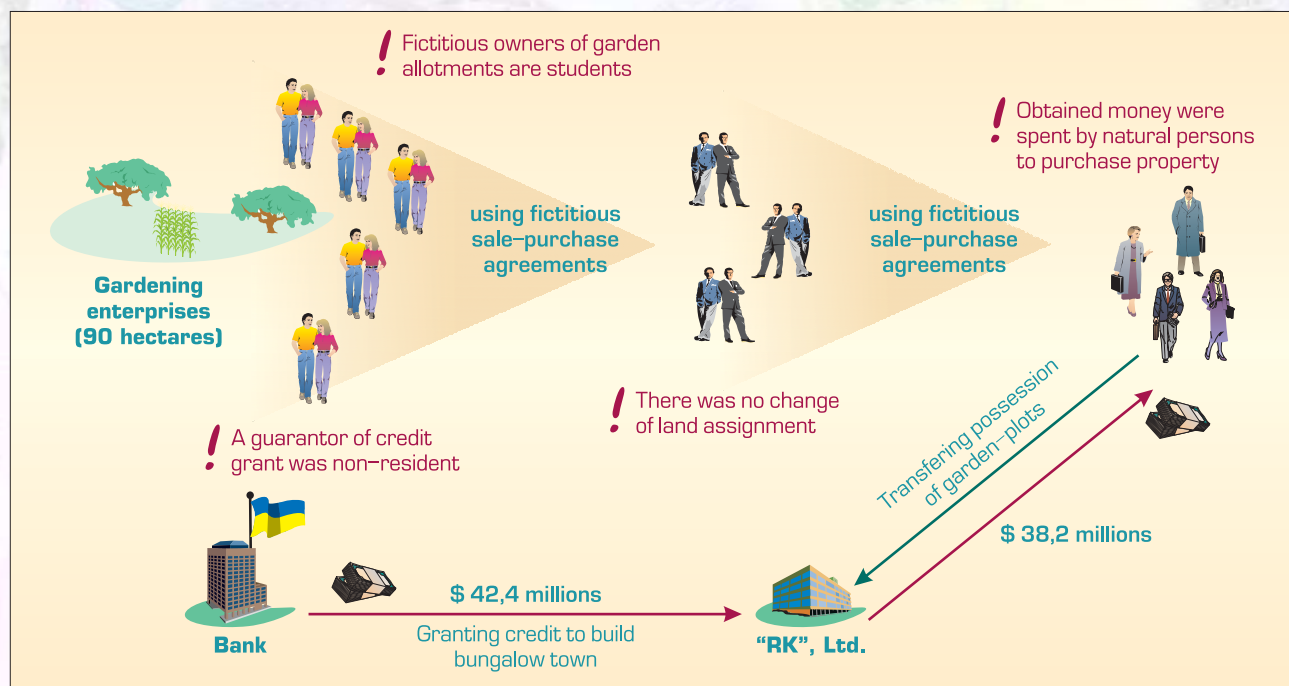 Fictitious owners of garden
allotments are students
Obtained money were
spent by natural persons
to purchase property
using fictitious
sale–purchase
agreements
using fictitious
sale–purchase
agreements
Gardening
enterprises
(90 hectares)
There was no change
of land assignment
A guarantor of credit
grant was non–resident
Transfering possession
of garden–plots
$ 38,2 millions
$ 42,4 millions
Granting credit to build
bungalow town
Bank
"RK", Ltd.